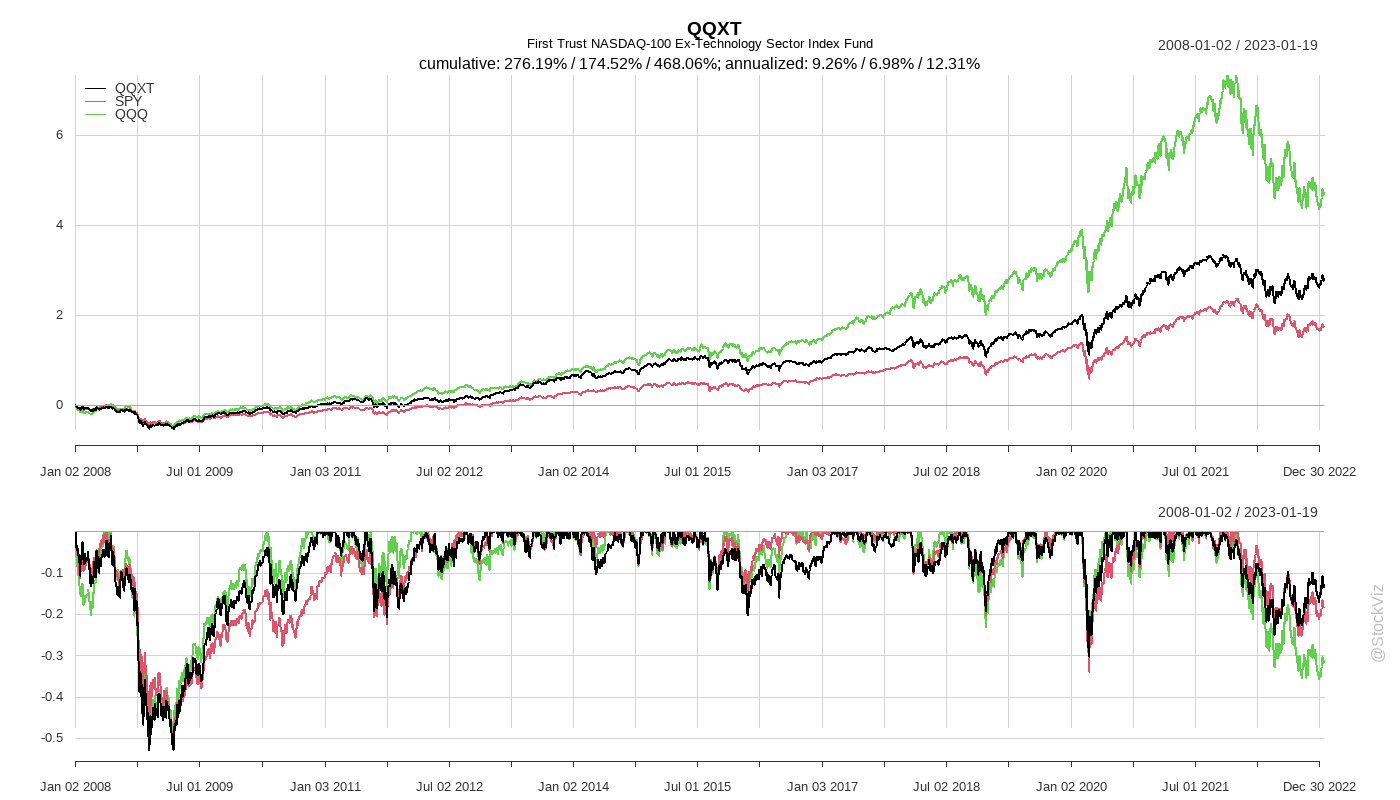 QQXT
First Trust NASDAQ-100 Ex-Technology Sector Index Fund
2008-01-02 / 2023-01-19
cumulative: 276.19% / 174.52% / 468.06%; annualized: 9.26% / 6.98% / 12.31%
QQXT
SPY
QQQ
6
4
2
0
Jan 02 2008 Jul 01 2009 Jan 03 2011 Jul 02 2012 Jan 02 2014 Jul 01 2015 Jan 03 2017 Jul 02 2018 Jan 02 2020 Jul 01 2021 Dec 30 2022
2008-01-02 / 2023-01-19
-0.1
-0.2
-0.3
-0.4
-0.5
Jan 02 2008 Jul 01 2009 Jan 03 2011 Jul 02 2012 Jan 02 2014 Jul 01 2015 Jan 03 2017 Jul 02 2018 Jan 02 2020 Jul 01 2021 Dec 30 2022
@StockViz